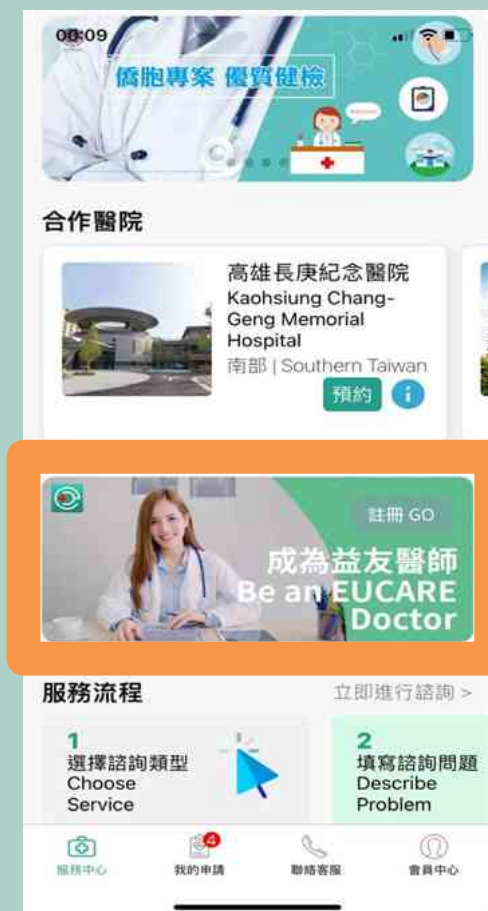 00:09
僑胞專案 優質健檢
合作醫院
高雄長庚紀念醫院
Kaohsiung Chang-
Geng Memorial
Hospital
南部 | Southern Taiwan
預約
註冊 GO
成為益友醫師
Be an EUCARE
Doctor
服務流程
立即進行諮詢 >
1
選擇諮詢類型
Choose
Service
2
填寫諮詢問題
Describe
Problem
4
服務中心
我的申請
聯絡客服
會員中心